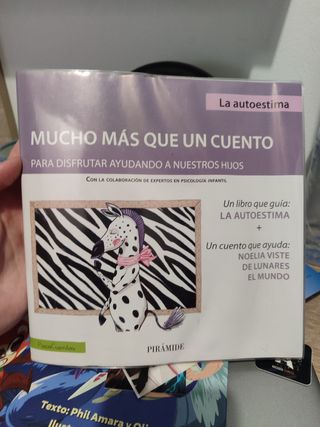 La autoestima
MUCHO MÁS QUE UN CUENTO
PARA DISFRUTAR AYUDANDO A NUESTROS HIJOS
CON LA COLABORACIÓN DE EXPERTOS EN PSICOLOGÍA INFANTIL
Un libro que guía:
LA AUTOESTIMA
+
Un cuento que ayuda:
NOELIA VISTE
DE LUNARES
EL MUNDO
PIRÁMIDE
Texto: Phil Amara y Oli